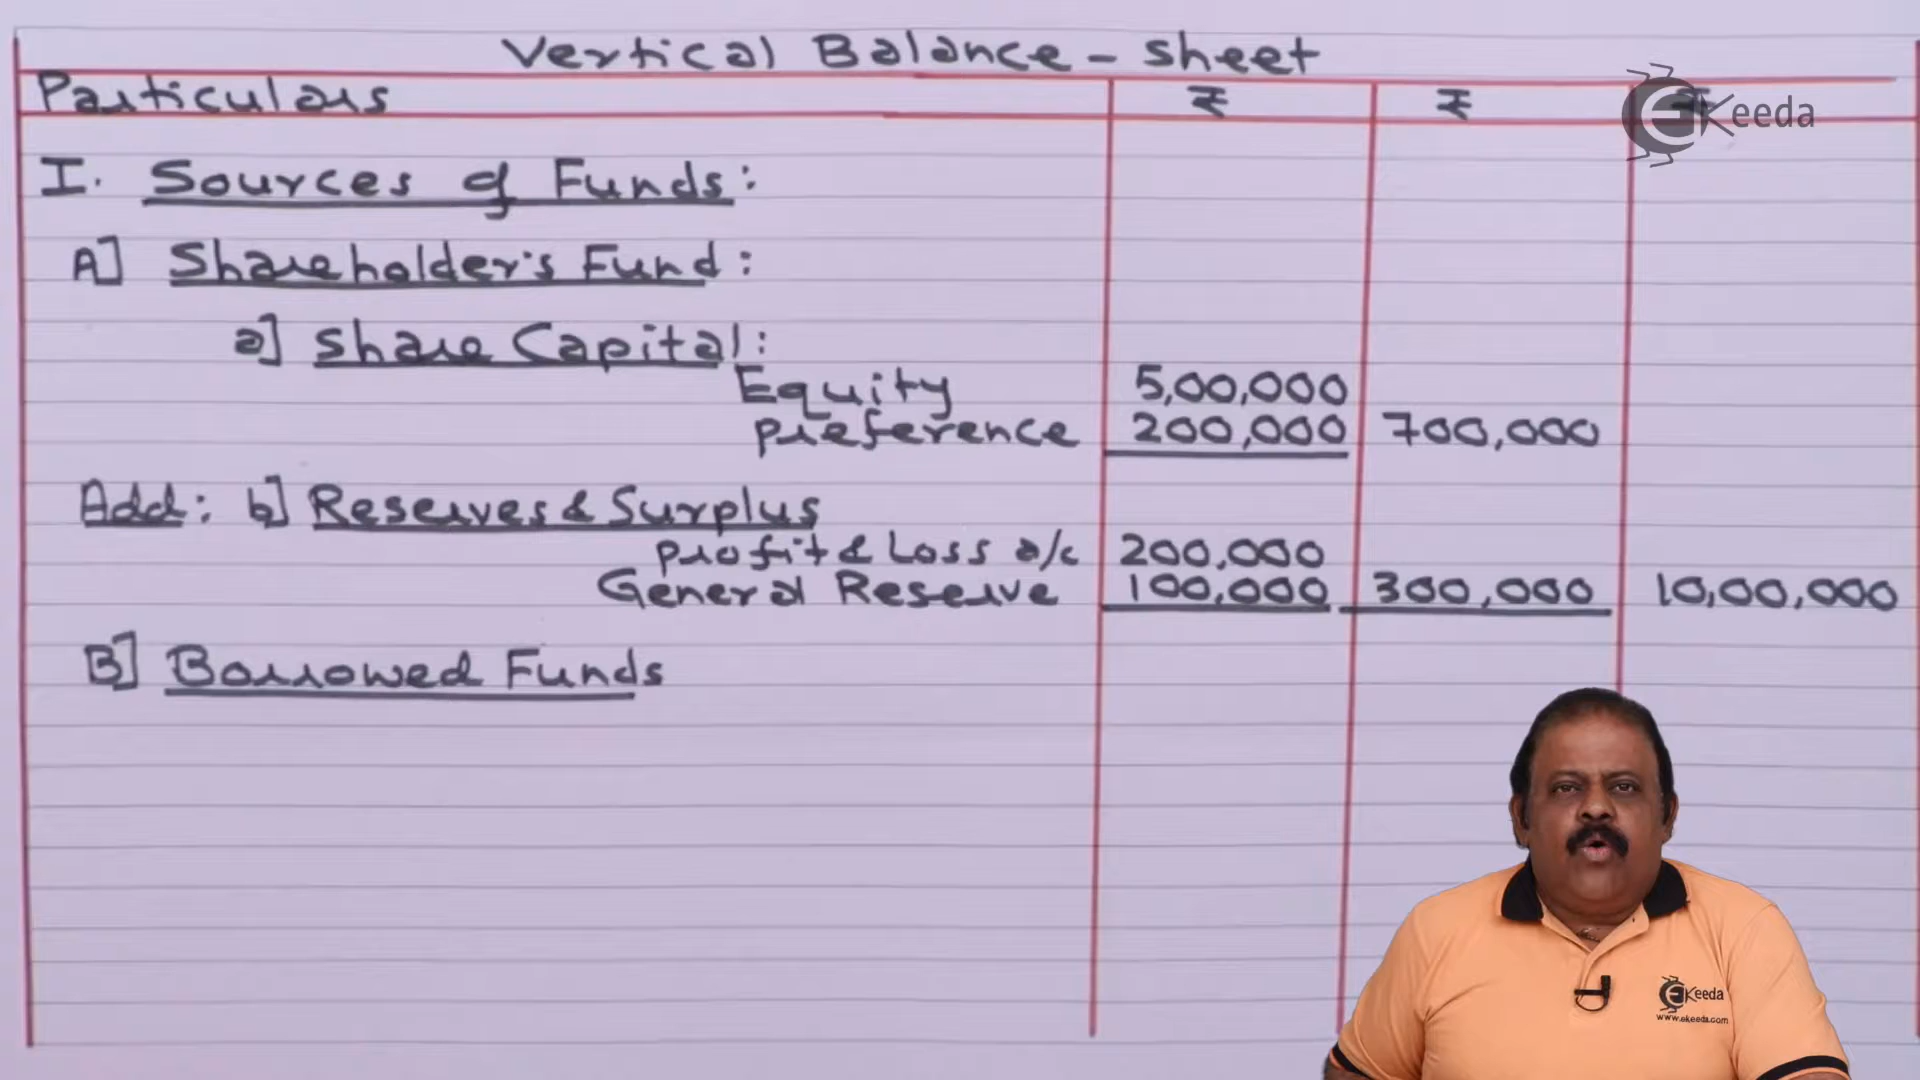 Vertical Balance - Sheet
Particulars ₹ ₹
EKeeda
I. Sources of Funds:
A] Shareholder's Fund:
a] Share Capital:
Equity 5,00,000
Preference 200,000 700,000
Add: b] Reserves & Surplus
Profit & Loss a/c 200,000
General Reserve 100,000 300,000 10,00,000
B] Borrowed Funds
EKeeda
www.ekeeda.com